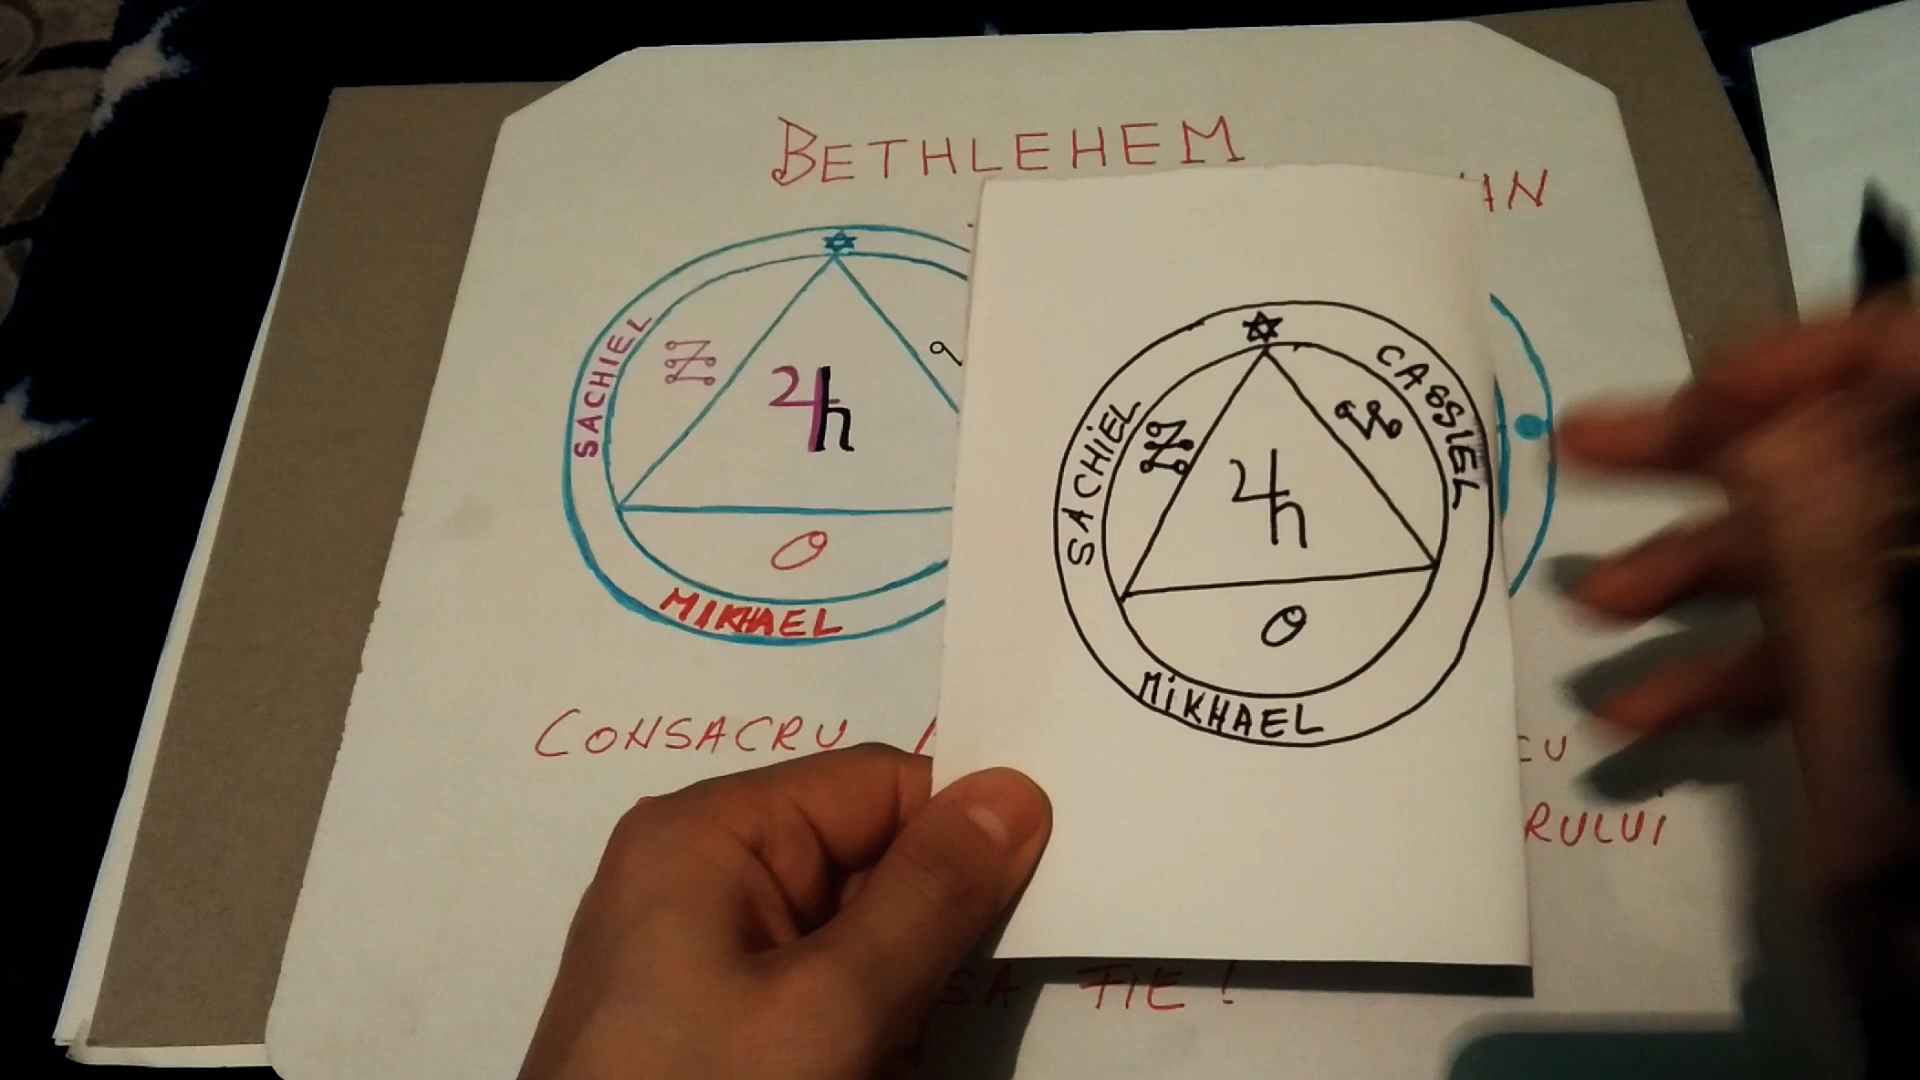 BETHLEHEM
AN
SACHIEL
MIKHAEL
CASSIEL
SACHIEL
MIKHAEL
CONSACRU
CU
RULUI
SA FIE!